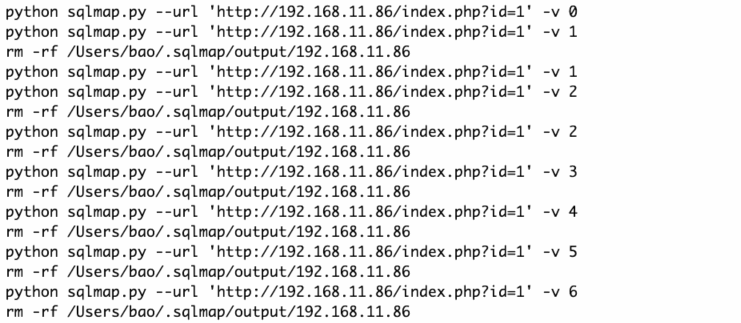 python sqlmap.py --url 'http://192.168.11.86/index.php?id=1' -v 0
python sqlmap.py --url 'http://192.168.11.86/index.php?id=1' -v 1
rm -rf /Users/bao/.sqlmap/output/192.168.11.86
python sqlmap.py --url 'http://192.168.11.86/index.php?id=1' -v 1
python sqlmap.py --url 'http://192.168.11.86/index.php?id=1' -v 2
rm -rf /Users/bao/.sqlmap/output/192.168.11.86
python sqlmap.py --url 'http://192.168.11.86/index.php?id=1' -v 2
rm -rf /Users/bao/.sqlmap/output/192.168.11.86
python sqlmap.py --url 'http://192.168.11.86/index.php?id=1' -v 3
rm -rf /Users/bao/.sqlmap/output/192.168.11.86
python sqlmap.py --url 'http://192.168.11.86/index.php?id=1' -v 4
rm -rf /Users/bao/.sqlmap/output/192.168.11.86
python sqlmap.py --url 'http://192.168.11.86/index.php?id=1' -v 5
rm -rf /Users/bao/.sqlmap/output/192.168.11.86
python sqlmap.py --url 'http://192.168.11.86/index.php?id=1' -v 6
rm -rf /Users/bao/.sqlmap/output/192.168.11.86